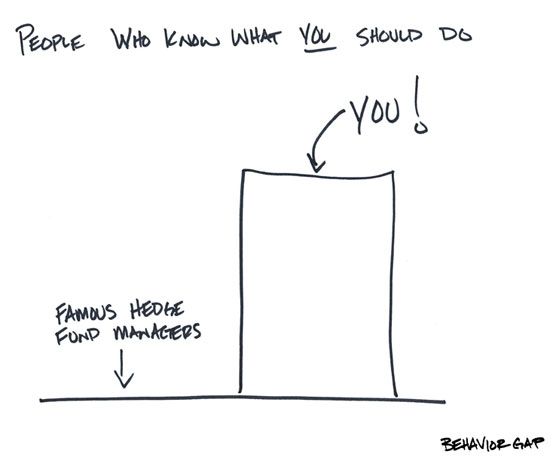 PEOPLE WHO KNOW WHAT YOU SHOULD DO
YOU!
FAMOUS HEDGE
FUND MANAGERS
BEHAVIOR GAP